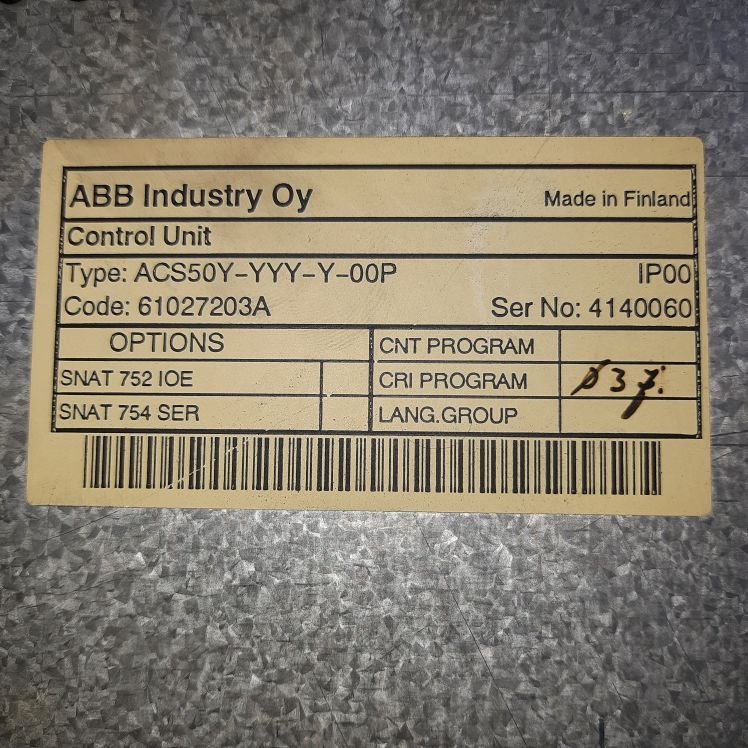 ABB Industry Oy Made in Finland
Control Unit
Type: ACS50Y-YYY-Y-00P IP00
Code: 61027203A Ser No: 4140060
OPTIONS CNT PROGRAM
SNAT 752 IOE CRI PROGRAM
SNAT 754 SER LANG.GROUP